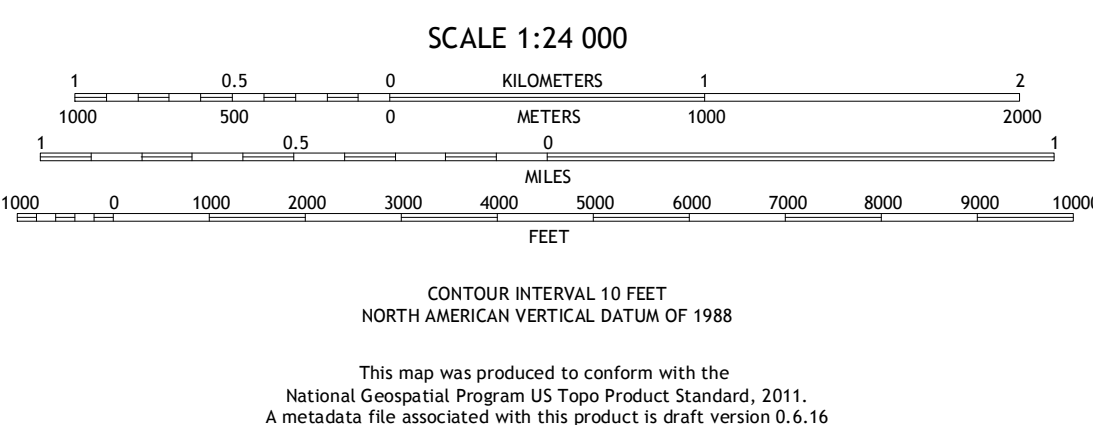 SCALE 1:24 000
1 0.5 0 KILOMETERS 1 2
1000 500 0 METERS 1000 2000
1 0.5 0 1
MILES
1000 0 1000 2000 3000 4000 5000 6000 7000 8000 9000 10000
FEET
CONTOUR INTERVAL 10 FEET
NORTH AMERICAN VERTICAL DATUM OF 1988
This map was produced to conform with the
National Geospatial Program US Topo Product Standard, 2011.
A metadata file associated with this product is draft version 0.6.16